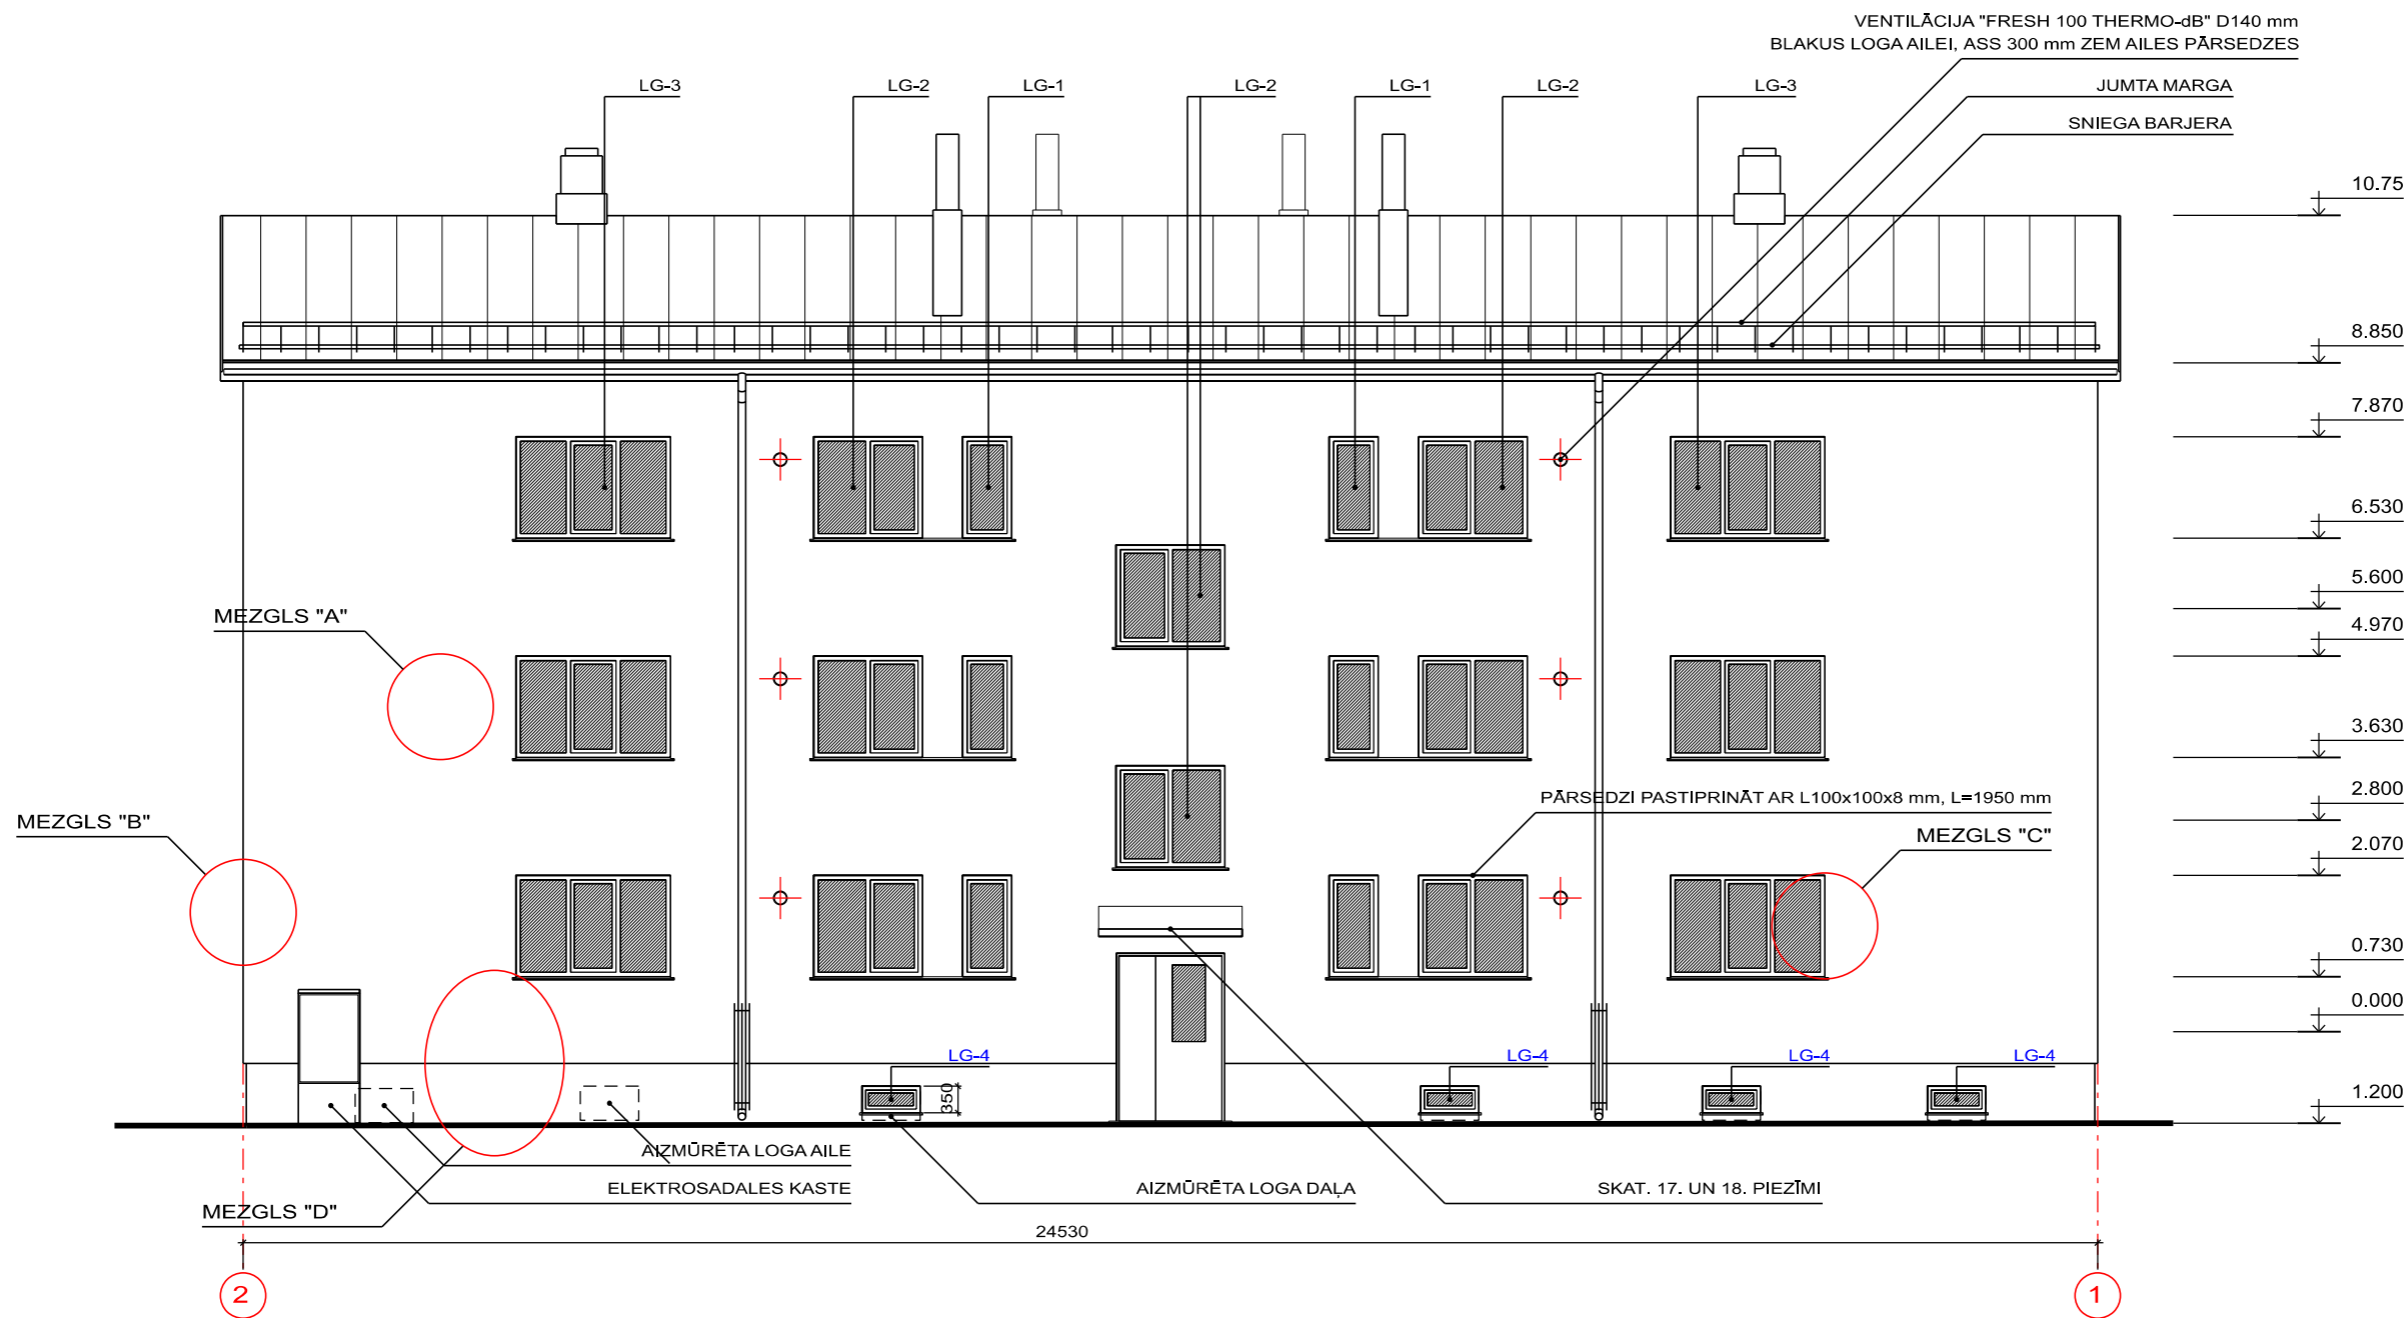 VENTILĀCIJA "FRESH 100 THERMO-dB" D140 mm
BLAKUS LOGA AILEI, ASS 300 mm ZEM AILES PĀRSEDZES
LG-3
LG-2
LG-1
LG-2
LG-1
LG-2
LG-3
JUMTA MARGA
SNIEGA BARJERA
10.75
8.850
7.870
6.530
5.600
MEZGLS "A"
4.970
3.630
2.800
PĀRSEDZI PASTIPRINĀT AR L100x100x8 mm, L=1950 mm
MEZGLS "B"
MEZGLS "C"
2.070
0.730
0.000
LG-4
LG-4
LG-4
LG-4
350
1.200
AIZMŪRĒTA LOGA AILE
ELEKTROSADALES KASTE
AIZMŪRĒTA LOGA DAĻA
SKAT. 17. UN 18. PIEZĪMI
MEZGLS "D"
24530
2
1